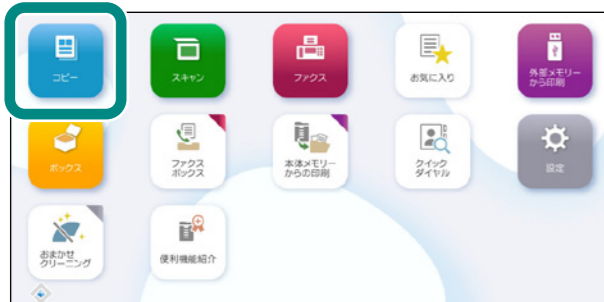 コピー
スキャン
ファクス
お気に入り
外部メモリー
から印刷
ボックス
ファクス
ボックス
本体メモリー
からの印刷
クイック
ダイヤル
設定
おまかせ
クリーニング
便利機能紹介